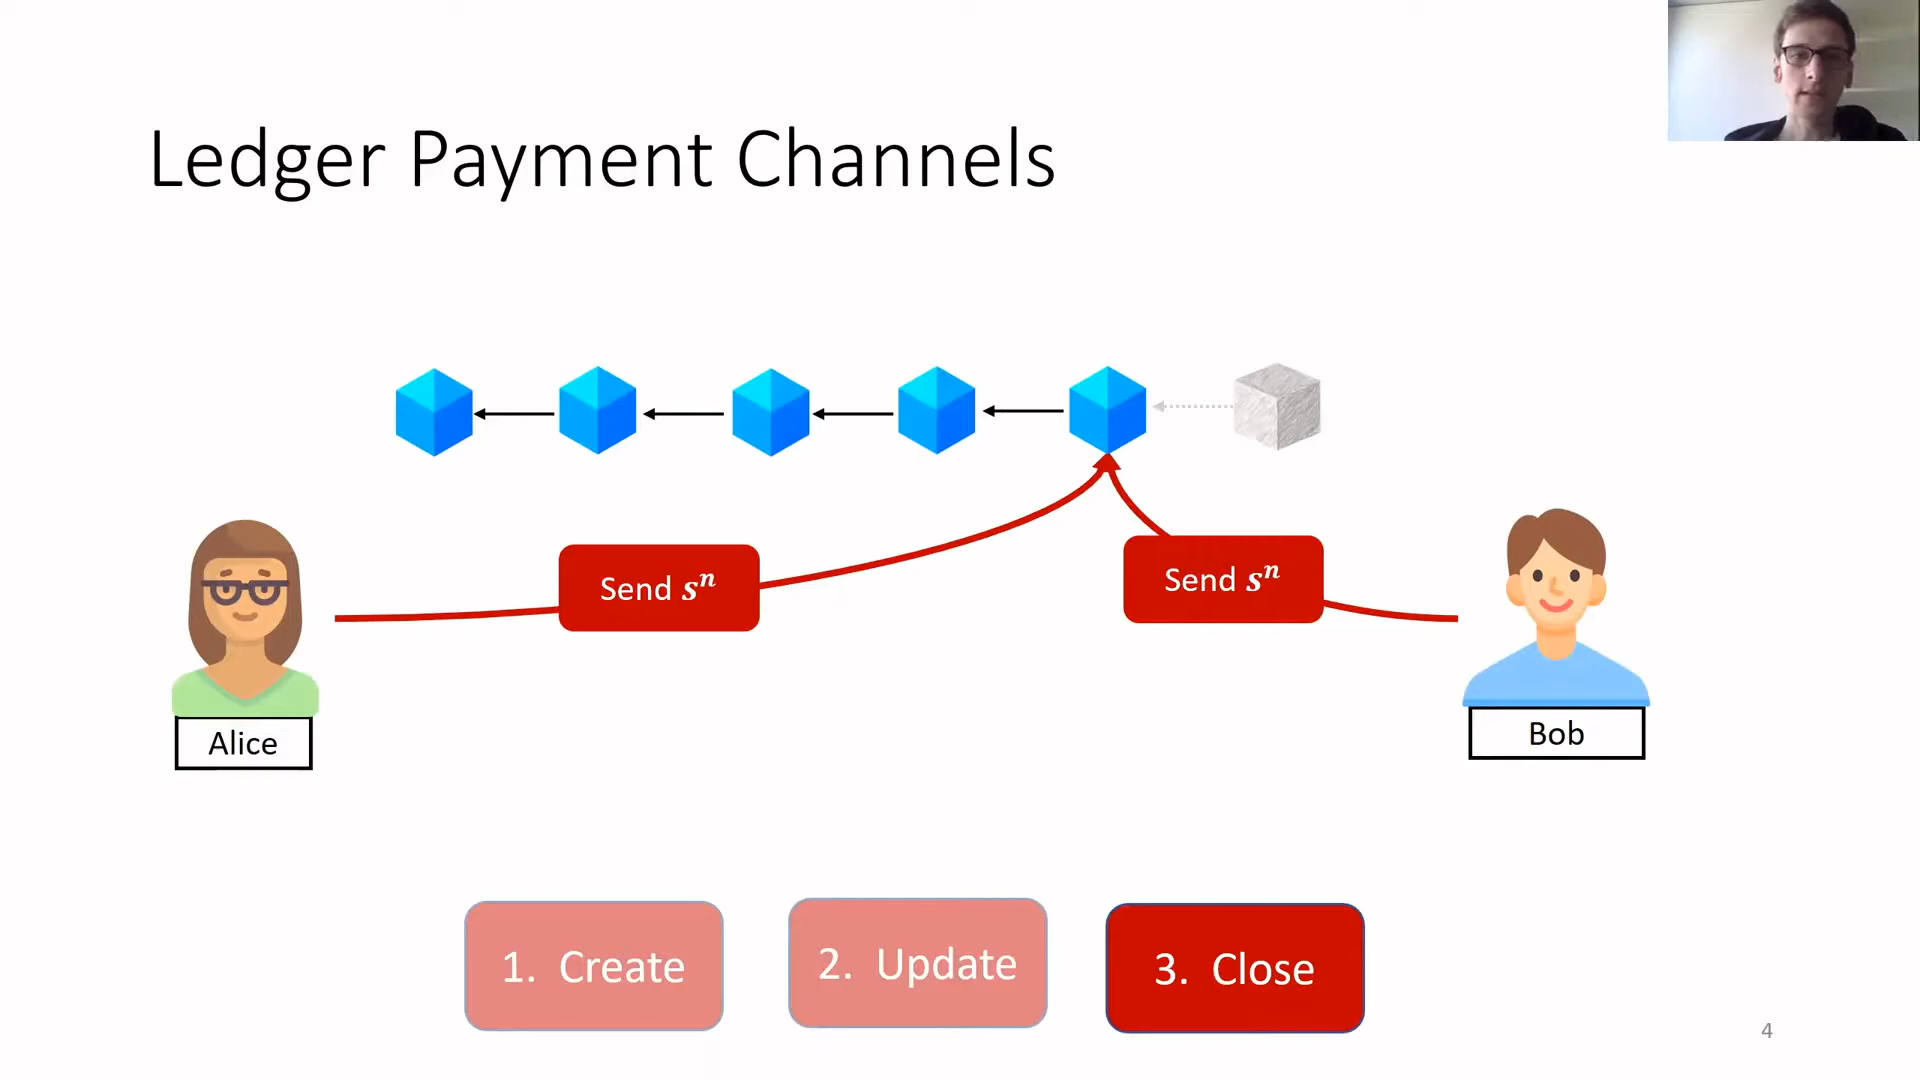 Ledger Payment Channels
Send sⁿ
Send sⁿ
Alice
Bob
1. Create
2. Update
3. Close
4